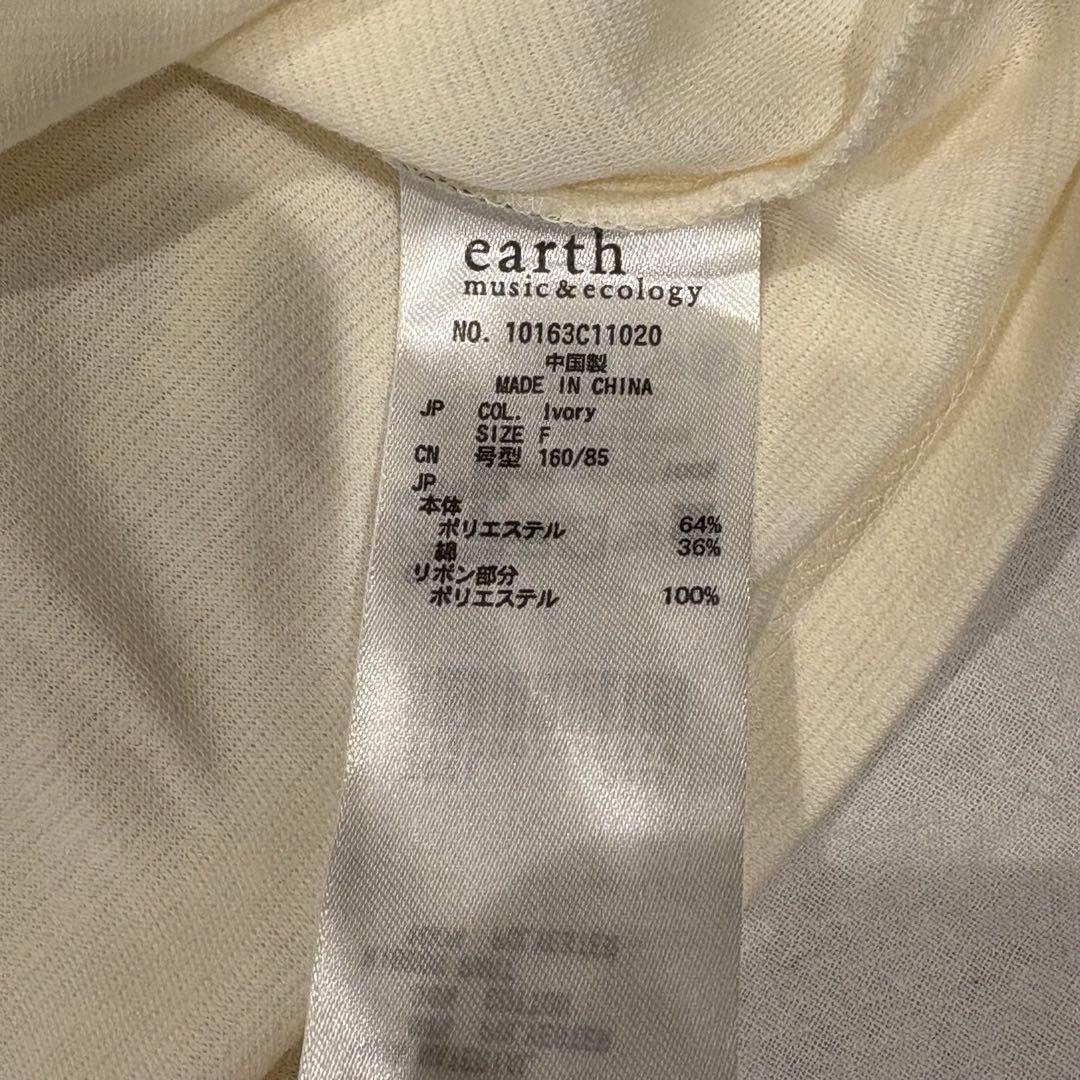 earth
music & ecology
NO. 10163C11020
中国製
MADE IN CHINA
JP COL. Ivory
SIZE F
CN 号型 160/85
JP
本体
ポリエステル 64%
綿 36%
リボン部分
ポリエステル 100%